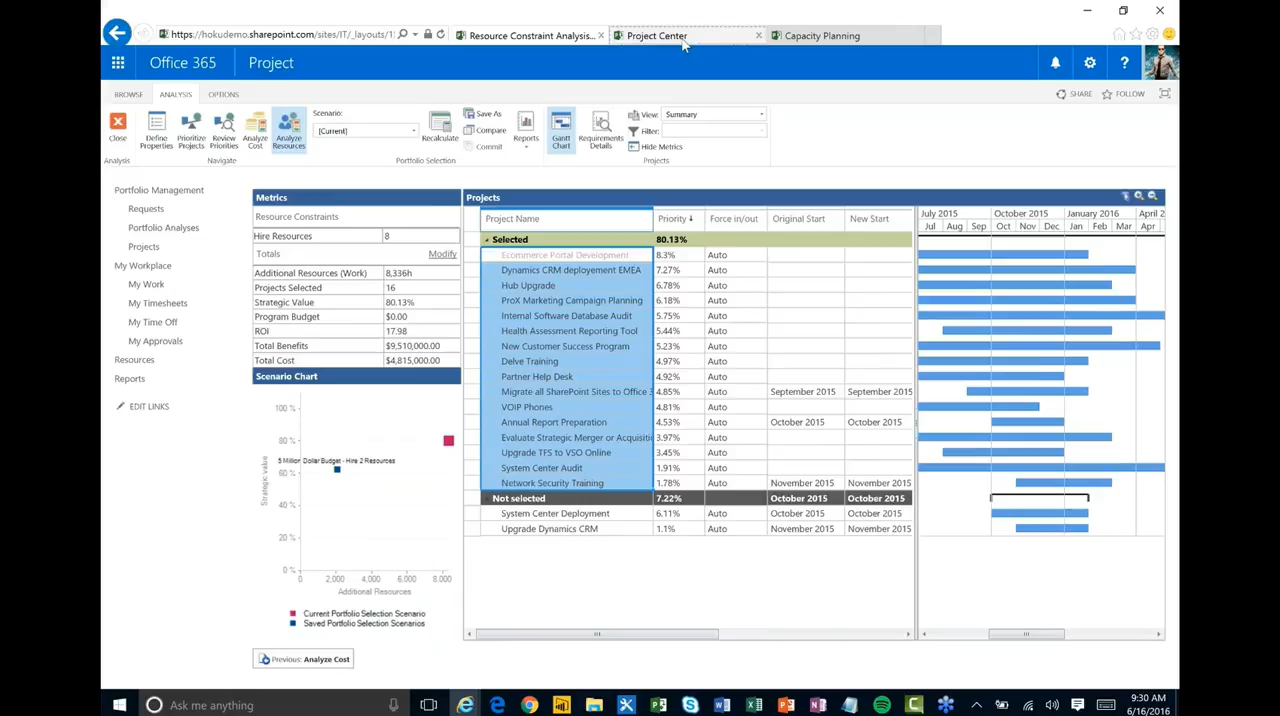 https://hokudemo.sharepoint.com/sites/IT/_layouts/1
Resource Constraint Analysis...
Project Center
Capacity Planning
Office 365
Project
?
BROWSE
ANALYSIS
OPTIONS
SHARE
FOLLOW
Close
Define Properties
Prioritize Projects
Review Priorities
Analyze Cost
Analyze Resources
Scenario:
[Current]
Recalculate
Save As
Compare
Commit
Reports
Gantt Chart
Requirements Details
View:
Summary
Filter:
Hide Metrics
Analysis
Navigate
Portfolio Selection
Projects
Portfolio Management
Requests
Portfolio Analyses
Projects
My Workplace
My Work
My Timesheets
My Time Off
My Approvals
Resources
Reports
EDIT LINKS
Metrics
Resource Constraints
Hire Resources 8
Totals Modify
Additional Resources (Work) 8,336h
Projects Selected 16
Strategic Value 80.13%
Program Budget $0.00
ROI 17.98
Total Benefits $9,510,000.00
Total Cost $4,815,000.00
Scenario Chart
100 %
80 %
5 Million Dollar Budget - Hire 2 Resources
60 %
40 %
20 %
0 %
Strategic value
0 2,000 4,000 6,000 8,000
Additional Resources
Current Portfolio Selection Scenario
Saved Portfolio Selection Scenarios
Previous: Analyze Cost
Projects
Project Name Priority Force in/out Original Start New Start
Selected 80.13%
Ecommerce Portal Development 8.3% Auto
Dynamics CRM deployement EMEA 7.27% Auto
Hub Upgrade 6.78% Auto
ProX Marketing Campaign Planning 6.18% Auto
Internal Software Database Audit 5.75% Auto
Health Assessment Reporting Tool 5.44% Auto
New Customer Success Program 5.23% Auto
Delve Training 4.97% Auto
Partner Help Desk 4.92% Auto
Migrate all SharePoint Sites to Office 3 4.85% Auto September 2015 September 2015
VOIP Phones 4.81% Auto
Annual Report Preparation 4.53% Auto October 2015 October 2015
Evaluate Strategic Merger or Acquisitio 3.97% Auto
Upgrade TFS to VSO Online 3.45% Auto
System Center Audit 1.91% Auto
Network Security Training 1.78% Auto November 2015 November 2015
Not selected 7.22% October 2015 October 2015
System Center Deployment 6.11% Auto October 2015 October 2015
Upgrade Dynamics CRM 1.1% Auto November 2015 November 2015
July 2015 October 2015 January 2016 April 2
Jul Aug Sep Oct Nov Dec Jan Feb Mar Apr
Ask me anything
9:30 AM
6/16/2016